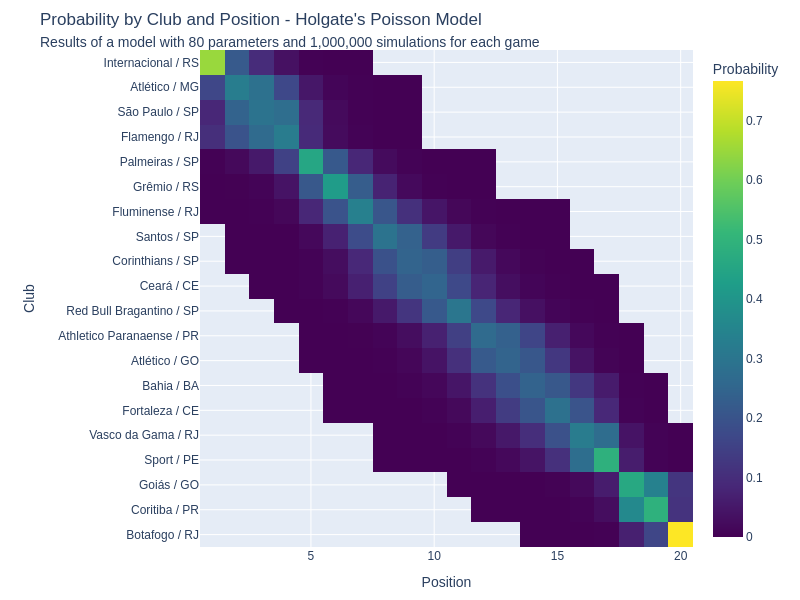 Probability by Club and Position - Holgate's Poisson Model
Results of a model with 80 parameters and 1,000,000 simulations for each game
Probability
Internacional / RS
Atlético / MG
São Paulo / SP
Flamengo / RJ
Palmeiras / SP
Grêmio / RS
Fluminense / RJ
Santos / SP
Corinthians / SP
Ceará / CE
Red Bull Bragantino / SP
Athletico Paranaense / PR
Atlético / GO
Bahia / BA
Fortaleza / CE
Vasco da Gama / RJ
Sport / PE
Goiás / GO
Coritiba / PR
Botafogo / RJ
Club
5
10
15
20
Position
0.7
0.6
0.5
0.4
0.3
0.2
0.1
0